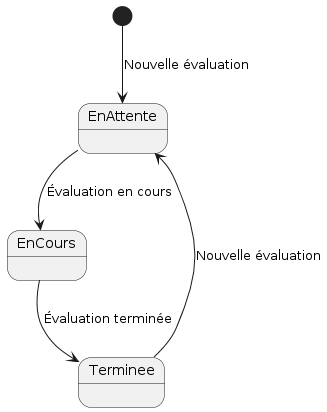 Nouvelle évaluation
EnAttente
Évaluation en cours
EnCours
Nouvelle évaluation
Évaluation terminée
Terminee